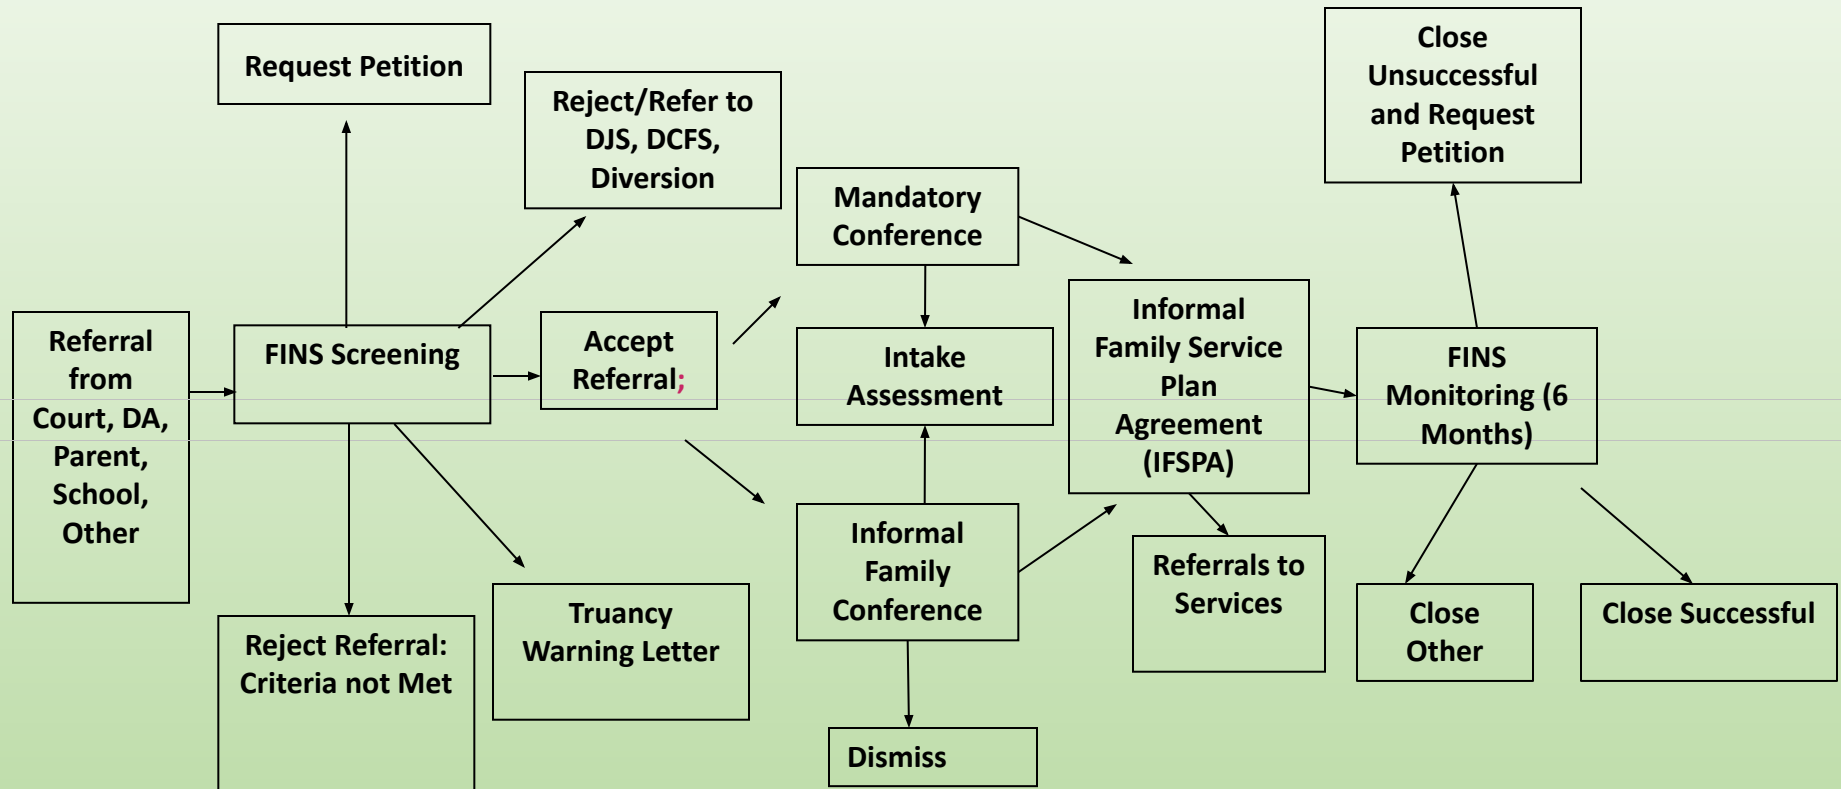 Request Petition
Reject/Refer to
DJS, DCFS,
Diversion
Close
Unsuccessful
and Request
Petition
Mandatory
Conference
Referral
from
Court, DA,
Parent,
School,
Other
FINS Screening
Accept
Referral;
Intake
Assessment
Informal
Family Service
Plan
Agreement
(IFSPA)
FINS
Monitoring (6
Months)
Reject Referral:
Criteria not Met
Truancy
Warning Letter
Informal
Family
Conference
Referrals to
Services
Close
Other
Close Successful
Dismiss